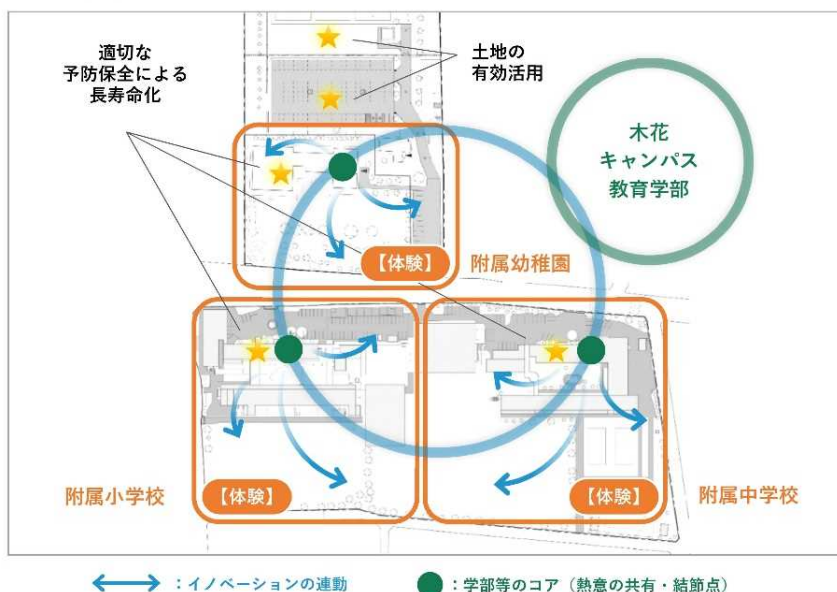 適切な
予防保全による
長寿命化
土地の
有効活用
木花
キャンパス
教育学部
【体験】
附属幼稚園
附属小学校
【体験】
【体験】
附属中学校
：イノベーションの連動
：学部等のコア（熱意の共有・結節点）